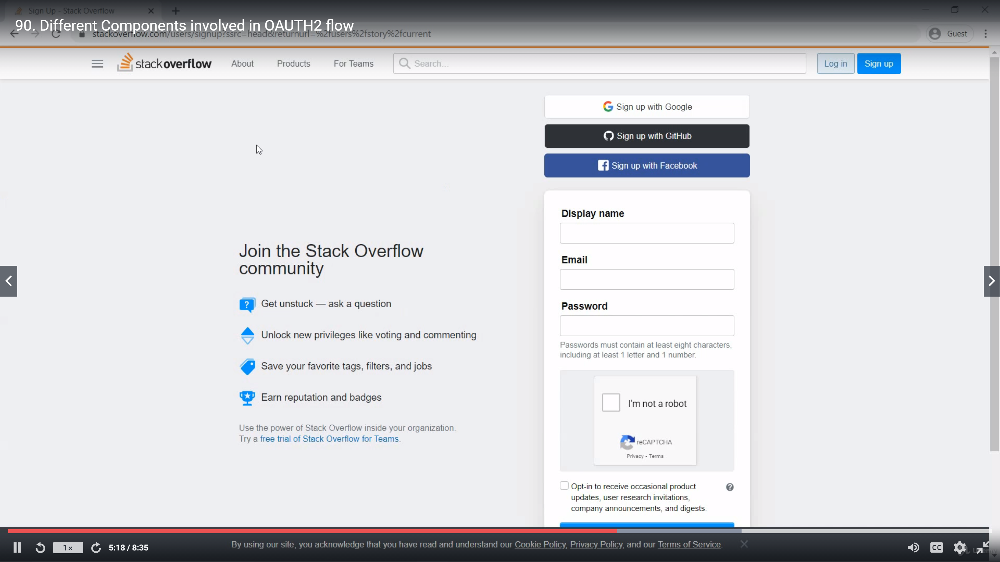 Sign Up - Stack Overflow
90. Different Components involved in OAUTH2 flow
stackoverflow.com/users/signup?ssrc=head&returnurl=%2fusers%2fstory%2fcurrent
Guest
stackoverflow
About
Products
For Teams
Search...
Log in
Sign up
Sign up with Google
Sign up with GitHub
Sign up with Facebook
Join the Stack Overflow
community
Get unstuck — ask a question
Unlock new privileges like voting and commenting
Save your favorite tags, filters, and jobs
Earn reputation and badges
Use the power of Stack Overflow inside your organization.
Try a free trial of Stack Overflow for Teams.
Display name
Email
Password
Passwords must contain at least eight characters,
including at least 1 letter and 1 number.
I'm not a robot
reCAPTCHA
Privacy - Terms
Opt-in to receive occasional product
updates, user research invitations,
company announcements, and digests.
By using our site, you acknowledge that you have read and understand our Cookie Policy, Privacy Policy, and our Terms of Service.
1x
5:18 / 8:35
CC